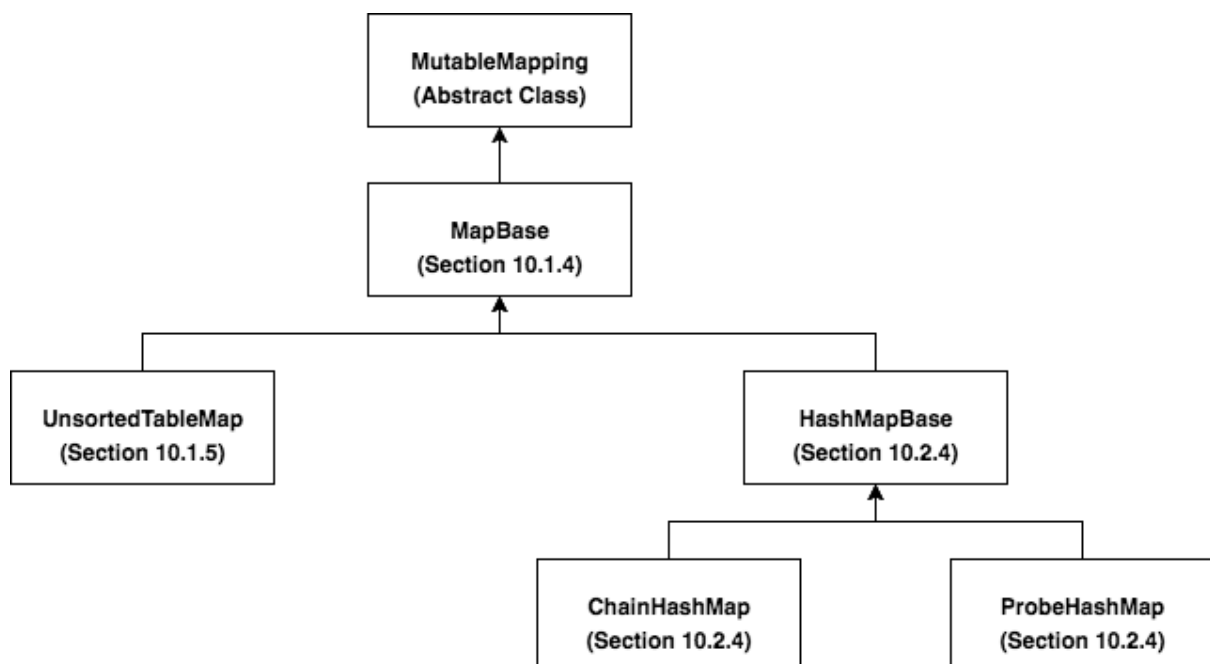 MutableMapping
(Abstract Class)
MapBase
(Section 10.1.4)
UnsortedTableMap
(Section 10.1.5)
HashMapBase
(Section 10.2.4)
ChainHashMap
(Section 10.2.4)
ProbeHashMap
(Section 10.2.4)